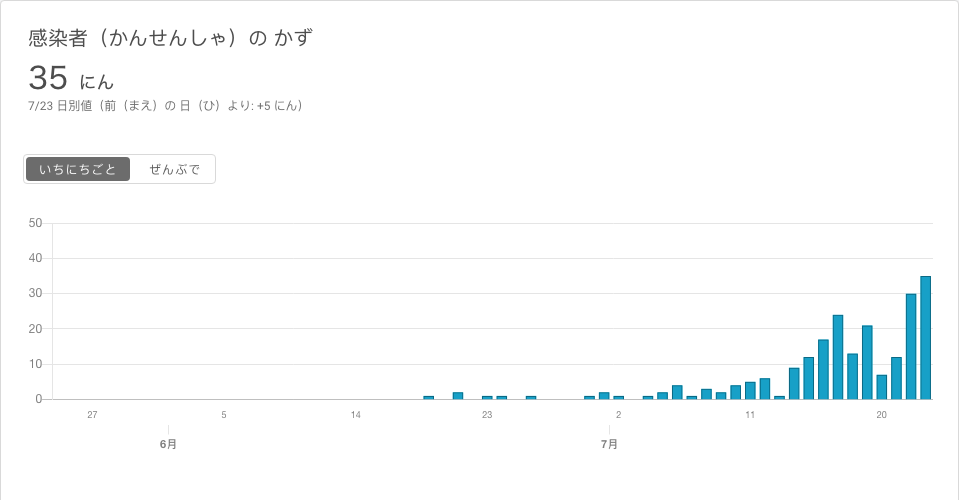 感染者（かんせんしゃ）の かず
35 にん
7/23 日別値（前（まえ）の 日（ひ）より: +5 にん）
いちにちごと ぜんぶで
50
40
30
20
10
0
27 5 14 23 2 11 20
6月 7月